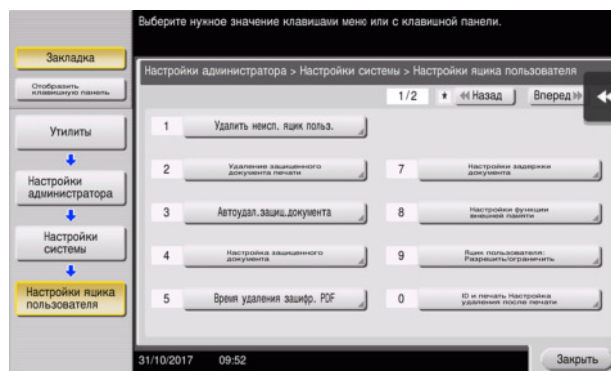 Выберите нужное значение клавишами меню или с клавишной панели.
Закладка
Отобразить
клавишную панель
Утилиты
Настройки
администратора
Настройки
системы
Настройки ящика
пользователя
Настройки администратора > Настройки системы > Настройки ящика пользователя
1/2 * Назад Вперед
1 Удалить неисп. ящик польз.
2 Удаление защищенного
документа печати
7 Настройки задержки
документа
3 Автоудал.защищ.документа
8 Настройки функции
внешней памяти
4 Настройка защищенного
документа
9 Ящик пользователя:
Разрешить/ограничить
5 Время удаления зашифр. PDF
0 ID и печать Настройка
удаления после печати
31/10/2017 09:52
Закрыть